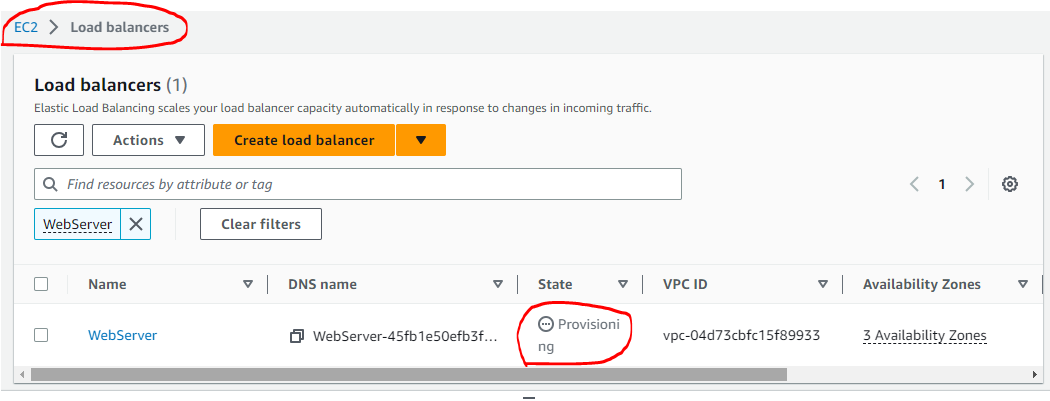 EC2 > Load balancers
Load balancers (1)
Elastic Load Balancing scales your load balancer capacity automatically in response to changes in incoming traffic.
Actions Create load balancer
Find resources by attribute or tag 1
WebServer Clear filters
Name DNS name State VPC ID Availability Zones
WebServer WebServer-45fb1e50efb3f... Provisioni
ng vpc-04d73cbfc15f89933 3 Availability Zones